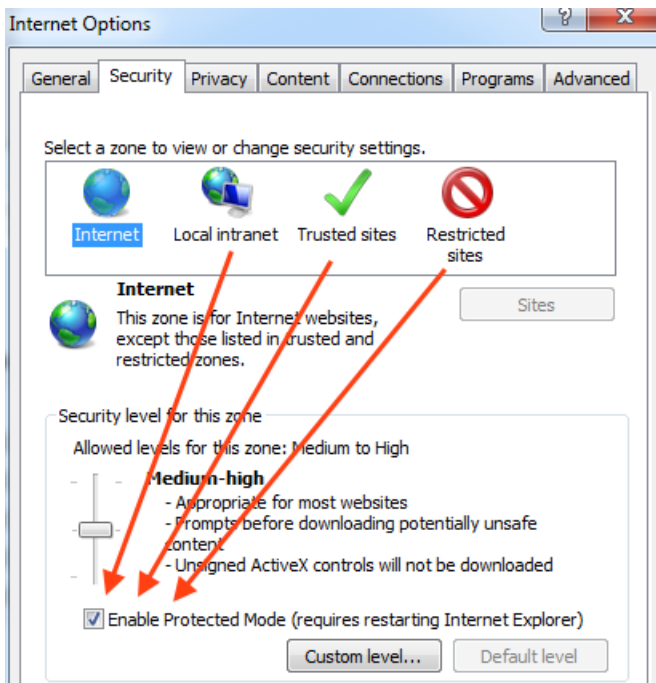 Internet Options
?
X
General Security Privacy Content Connections Programs Advanced
Select a zone to view or change security settings.
Internet Local intranet Trusted sites Restricted
sites
Internet
Sites
This zone is for Internet websites,
except those listed in trusted and
restricted zones.
Security level for this zone
Allowed levels for this zone: Medium to High
Medium-high
- Appropriate for most websites
- Prompts before downloading potentially unsafe
content
- Unsigned ActiveX controls will not be downloaded
Enable Protected Mode (requires restarting Internet Explorer)
Custom level... Default level